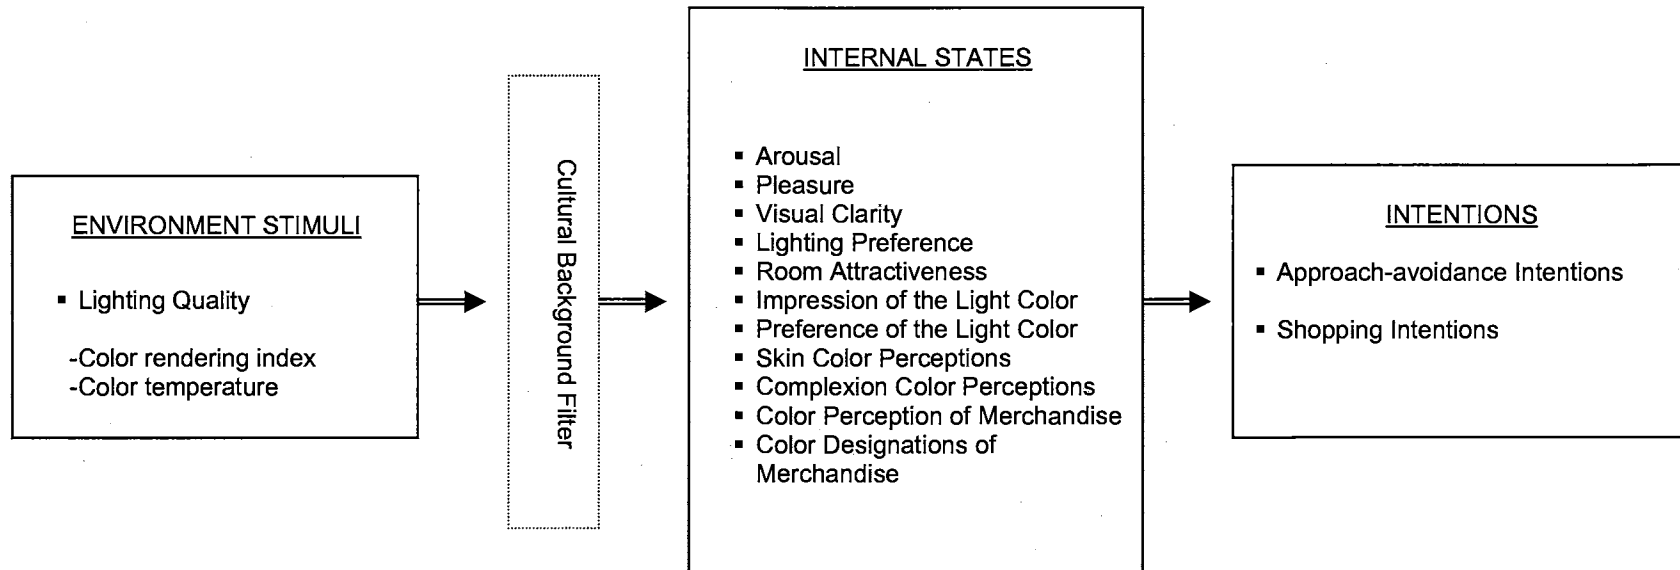 ENVIRONMENT STIMULI
▪ Lighting Quality
-Color rendering index
-Color temperature
Cultural Background Filter
INTERNAL STATES
▪ Arousal
▪ Pleasure
▪ Visual Clarity
▪ Lighting Preference
▪ Room Attractiveness
▪ Impression of the Light Color
▪ Preference of the Light Color
▪ Skin Color Perceptions
▪ Complexion Color Perceptions
▪ Color Perception of Merchandise
▪ Color Designations of
Merchandise
INTENTIONS
▪ Approach-avoidance Intentions
▪ Shopping Intentions